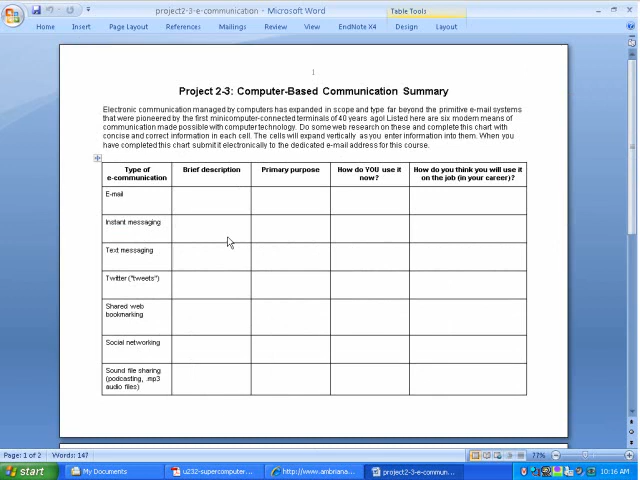 project2-3-e-communication - Microsoft Word
Table Tools
Home Insert Page Layout References Mailings Review View EndNote X4 Design Layout
1
Project 2-3: Computer-Based Communication Summary
Electronic communication managed by computers has expanded in scope and type far beyond the primitive e-mail systems
that were pioneered by the first minicomputer-connected terminals of 40 years ago! Listed here are six modern means of
communication made possible with computer technology. Do some web research on these and complete this chart with
concise and correct information in each cell. The cells will expand vertically as you enter information into them. When you
have completed this chart submit it electronically to the dedicated e-mail address for this course.
Type of
e-communication
Brief description
Primary purpose
How do YOU use it
now?
How do you think you will use it
on the job (in your career)?
E-mail
Instant messaging
Text messaging
Twitter ("tweets")
Shared web
bookmarking
Social networking
Sound file sharing
(podcasting, .mp3
audio files)
Page: 1 of 2 Words: 147
77%
start
My Documents
u232-supercomputer...
http://www.ambriana...
project2-3-e-commun...
10:16 AM